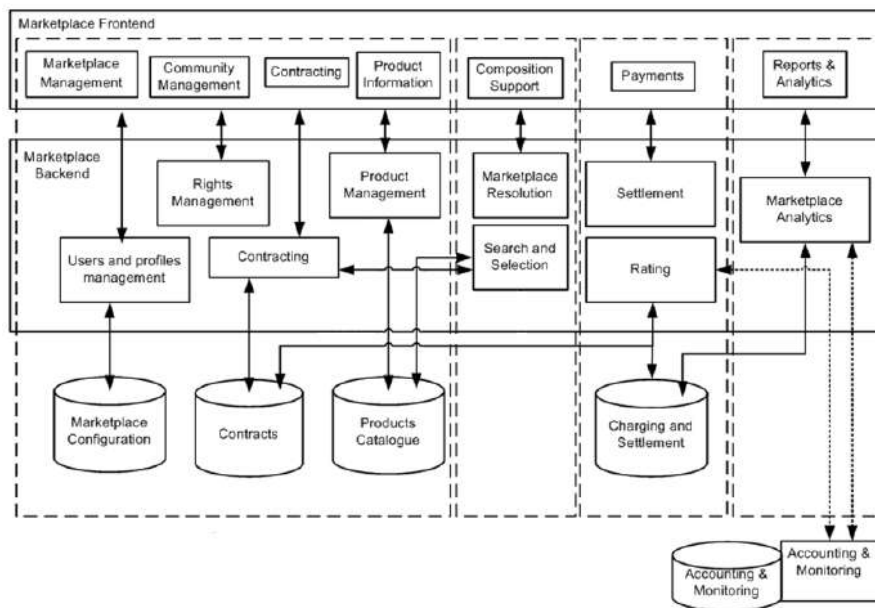 Marketplace Frontend
Marketplace
Management
Community
Management
Contracting
Product
Information
Composition
Support
Payments
Reports &
Analytics
Marketplace
Backend
Rights
Management
Product
Management
Marketplace
Resolution
Settlement
Marketplace
Analytics
Users and profiles
management
Contracting
Search and
Selection
Rating
Marketplace
Configuration
Contracts
Products
Catalogue
Charging and
Settlement
Accounting &
Monitoring
Accounting &
Monitoring